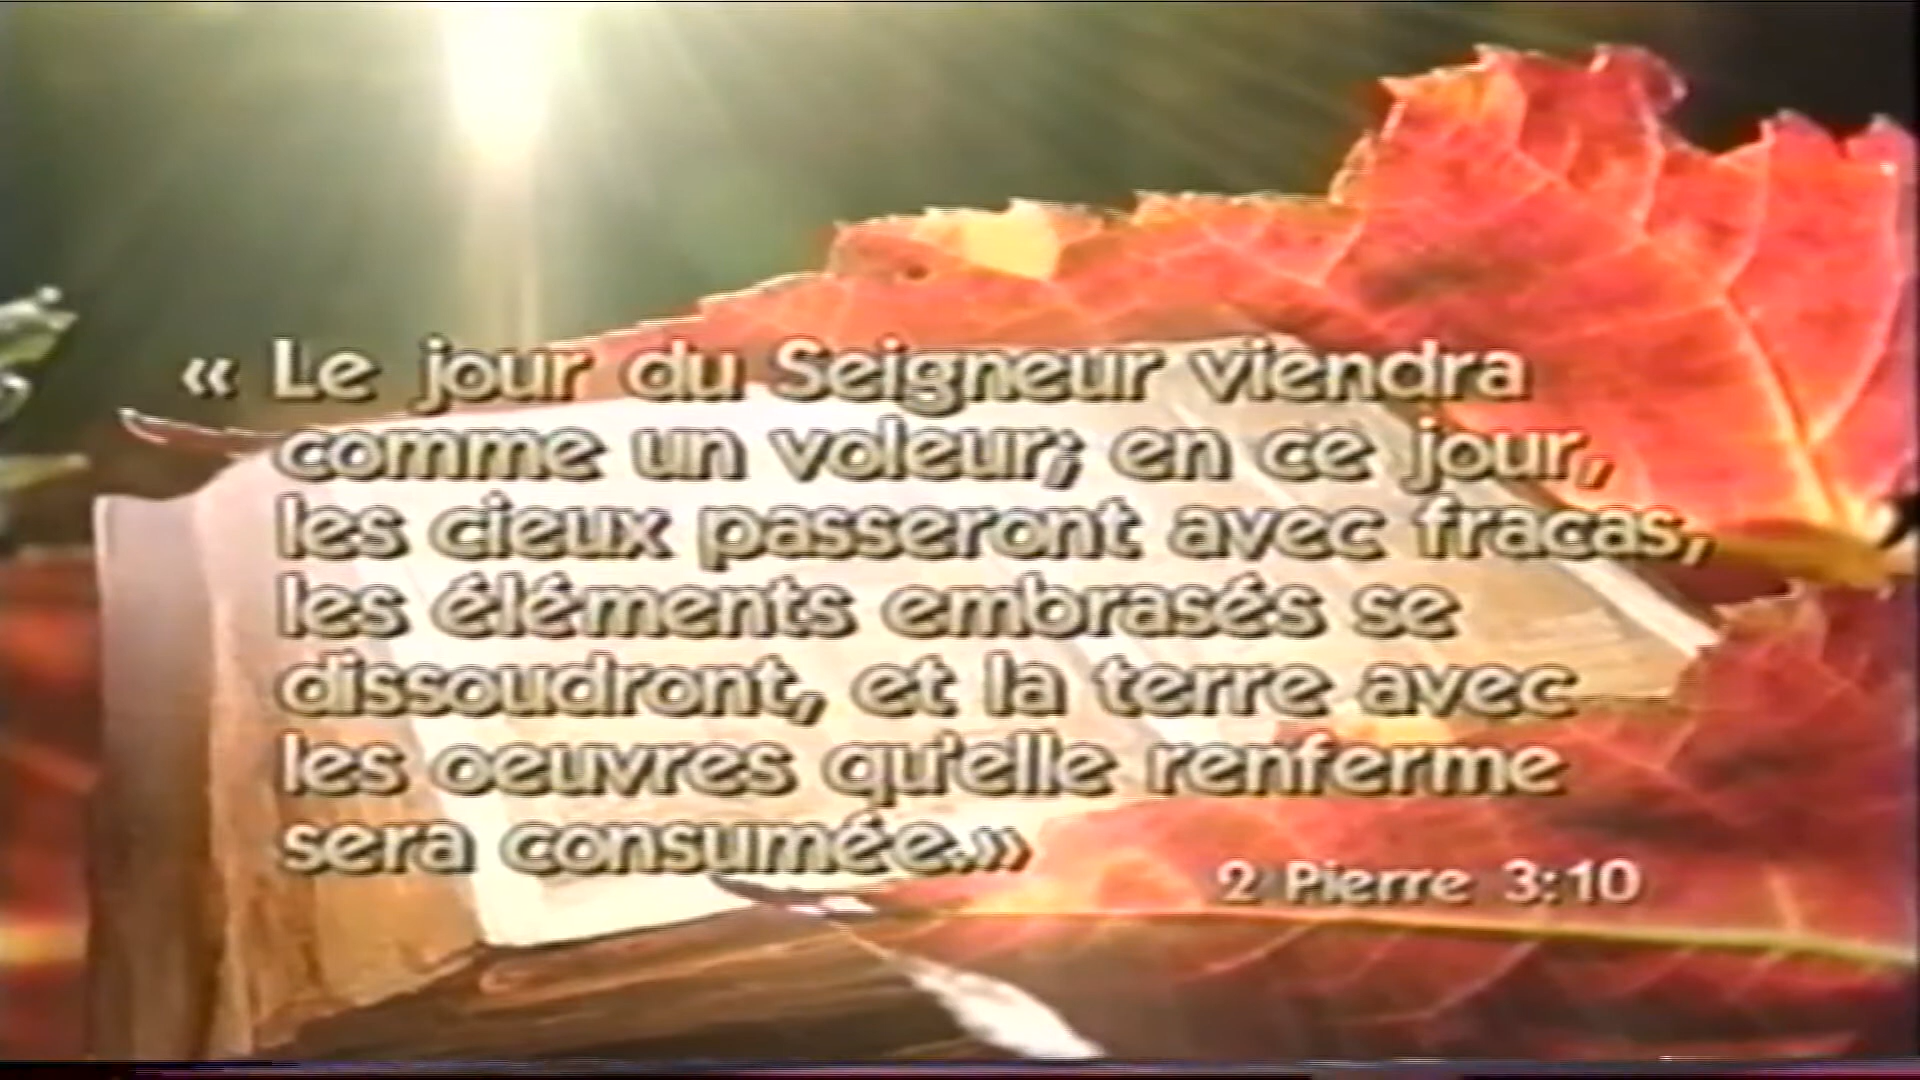 « Le jour du Seigneur viendra
comme un voleur; en ce jour,
les cieux passeront avec fracas,
les éléments embrasés se
dissoudront, et la terre avec
les oeuvres qu'elle renferme
sera consumée.»
2 Pierre 3:10